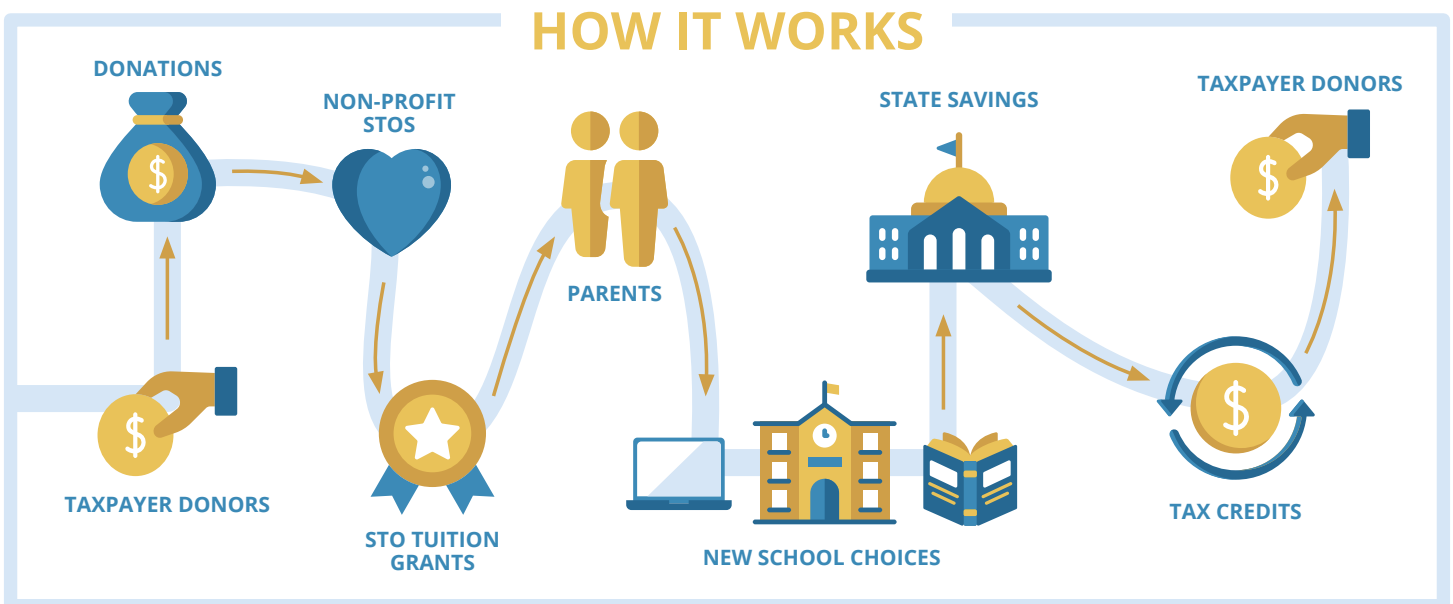 HOW IT WORKS
DONATIONS
NON-PROFIT
STOS
STATE SAVINGS
TAXPAYER DONORS
$
$
PARENTS
$
$
TAXPAYER DONORS
STO TUITION
GRANTS
NEW SCHOOL CHOICES
TAX CREDITS